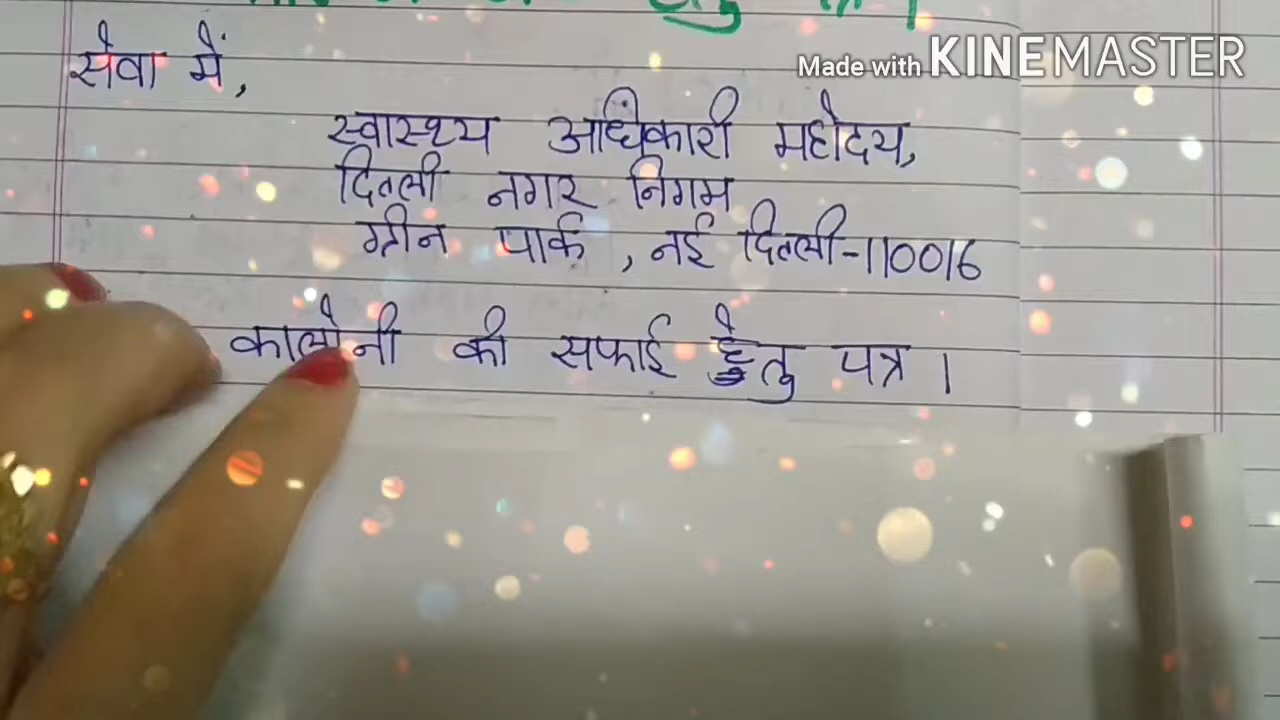 Made with KINEMASTER
सेवा में,
स्वास्थ्य अधिकारी महोदय,
दिल्ली नगर निगम
ग्रीन पार्क, नई दिल्ली-110016
कालोनी की सफाई हेतु पत्र।